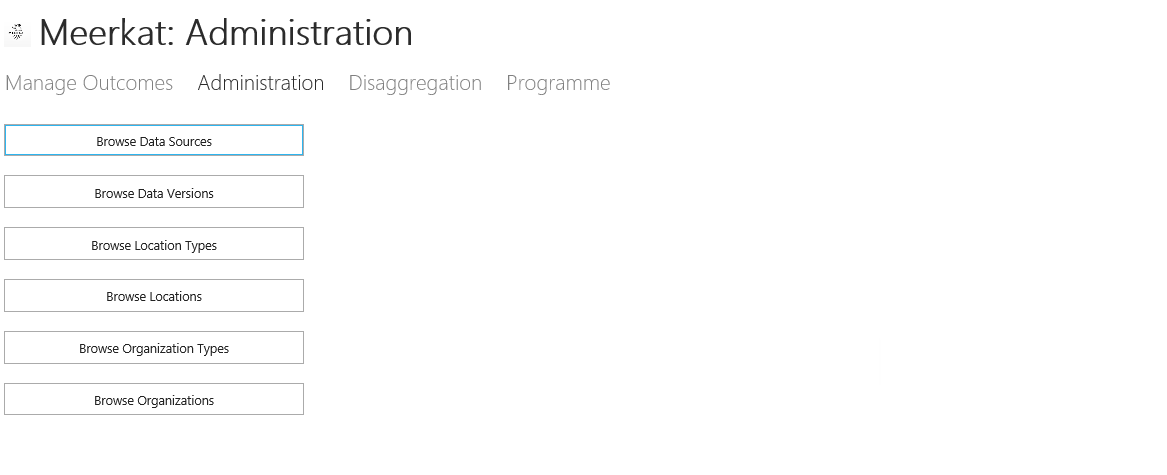 Meerkat: Administration
Manage Outcomes Administration Disaggregation Programme
Browse Data Sources
Browse Data Versions
Browse Location Types
Browse Locations
Browse Organization Types
Browse Organizations